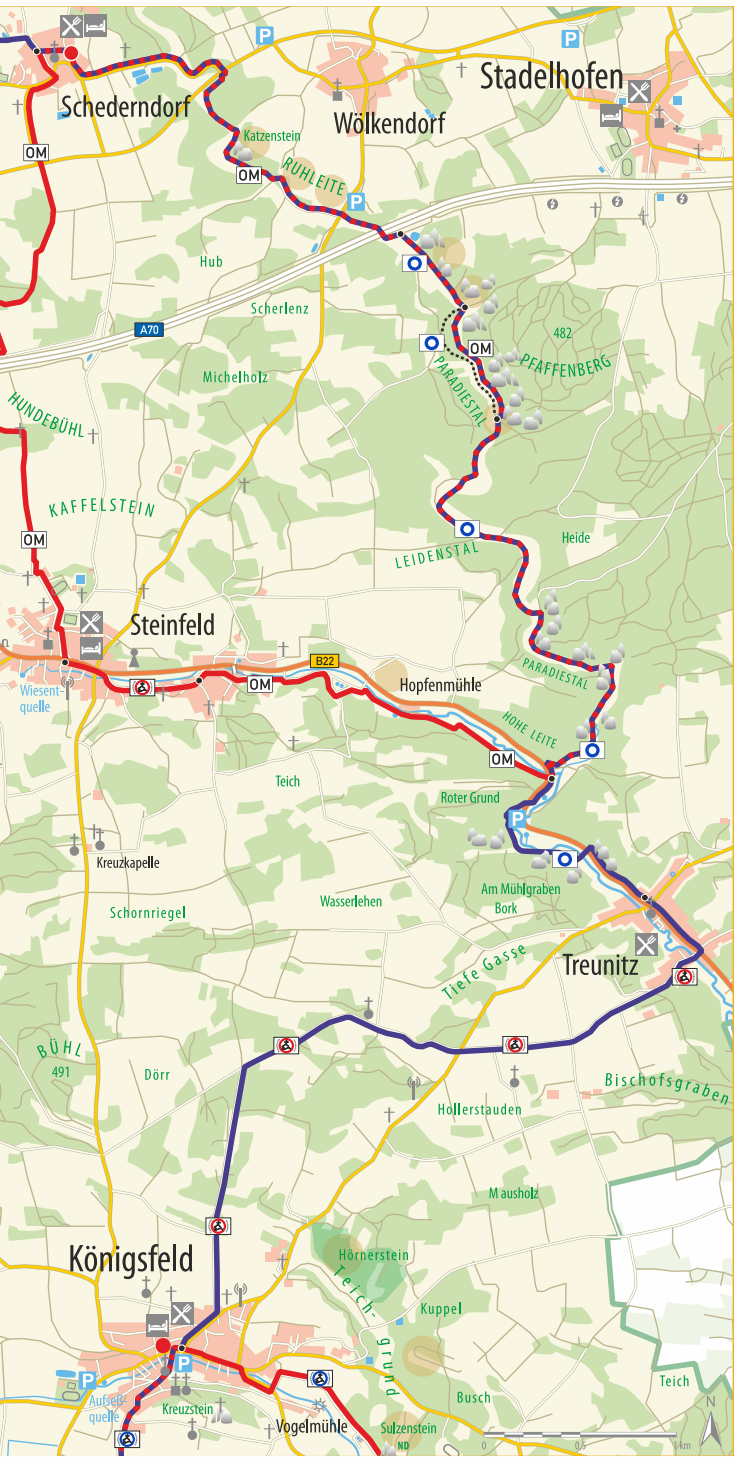 P
P
Stadelhofen
Schederndorf
Wölkendorf
Katzenstein
OM
RUHLEITE
OM
P
Hub
Scherlenz
482
A70
OM
PFAFFENBERG
PARADIESTAL
Michelholz
HUNDEBÜHL
KAFFELSTEIN
OM
LEIDENSTAL
Heide
Steinfeld
B22
PARADIESTAL
Wiesent-
quelle
OM
Hopfenmühle
HOHE LEITE
OM
Teich
Roter Grund
P
Kreuzkapelle
Am Mühlgraben
Bork
Wasserlehen
Schornriegel
Treunitz
Tiefe Gasse
BÜHL
491
Dörr
Bischofsgraben
Hollerstauden
Mausholz
Königsfeld
Hörnerstein
Teich-
grund
Kuppel
P
P
Teich
Aufseß-
quelle
Kreuzstein
Busch
Vogelmühle
Sulzenstein
ND
N
0 0,5 1 km